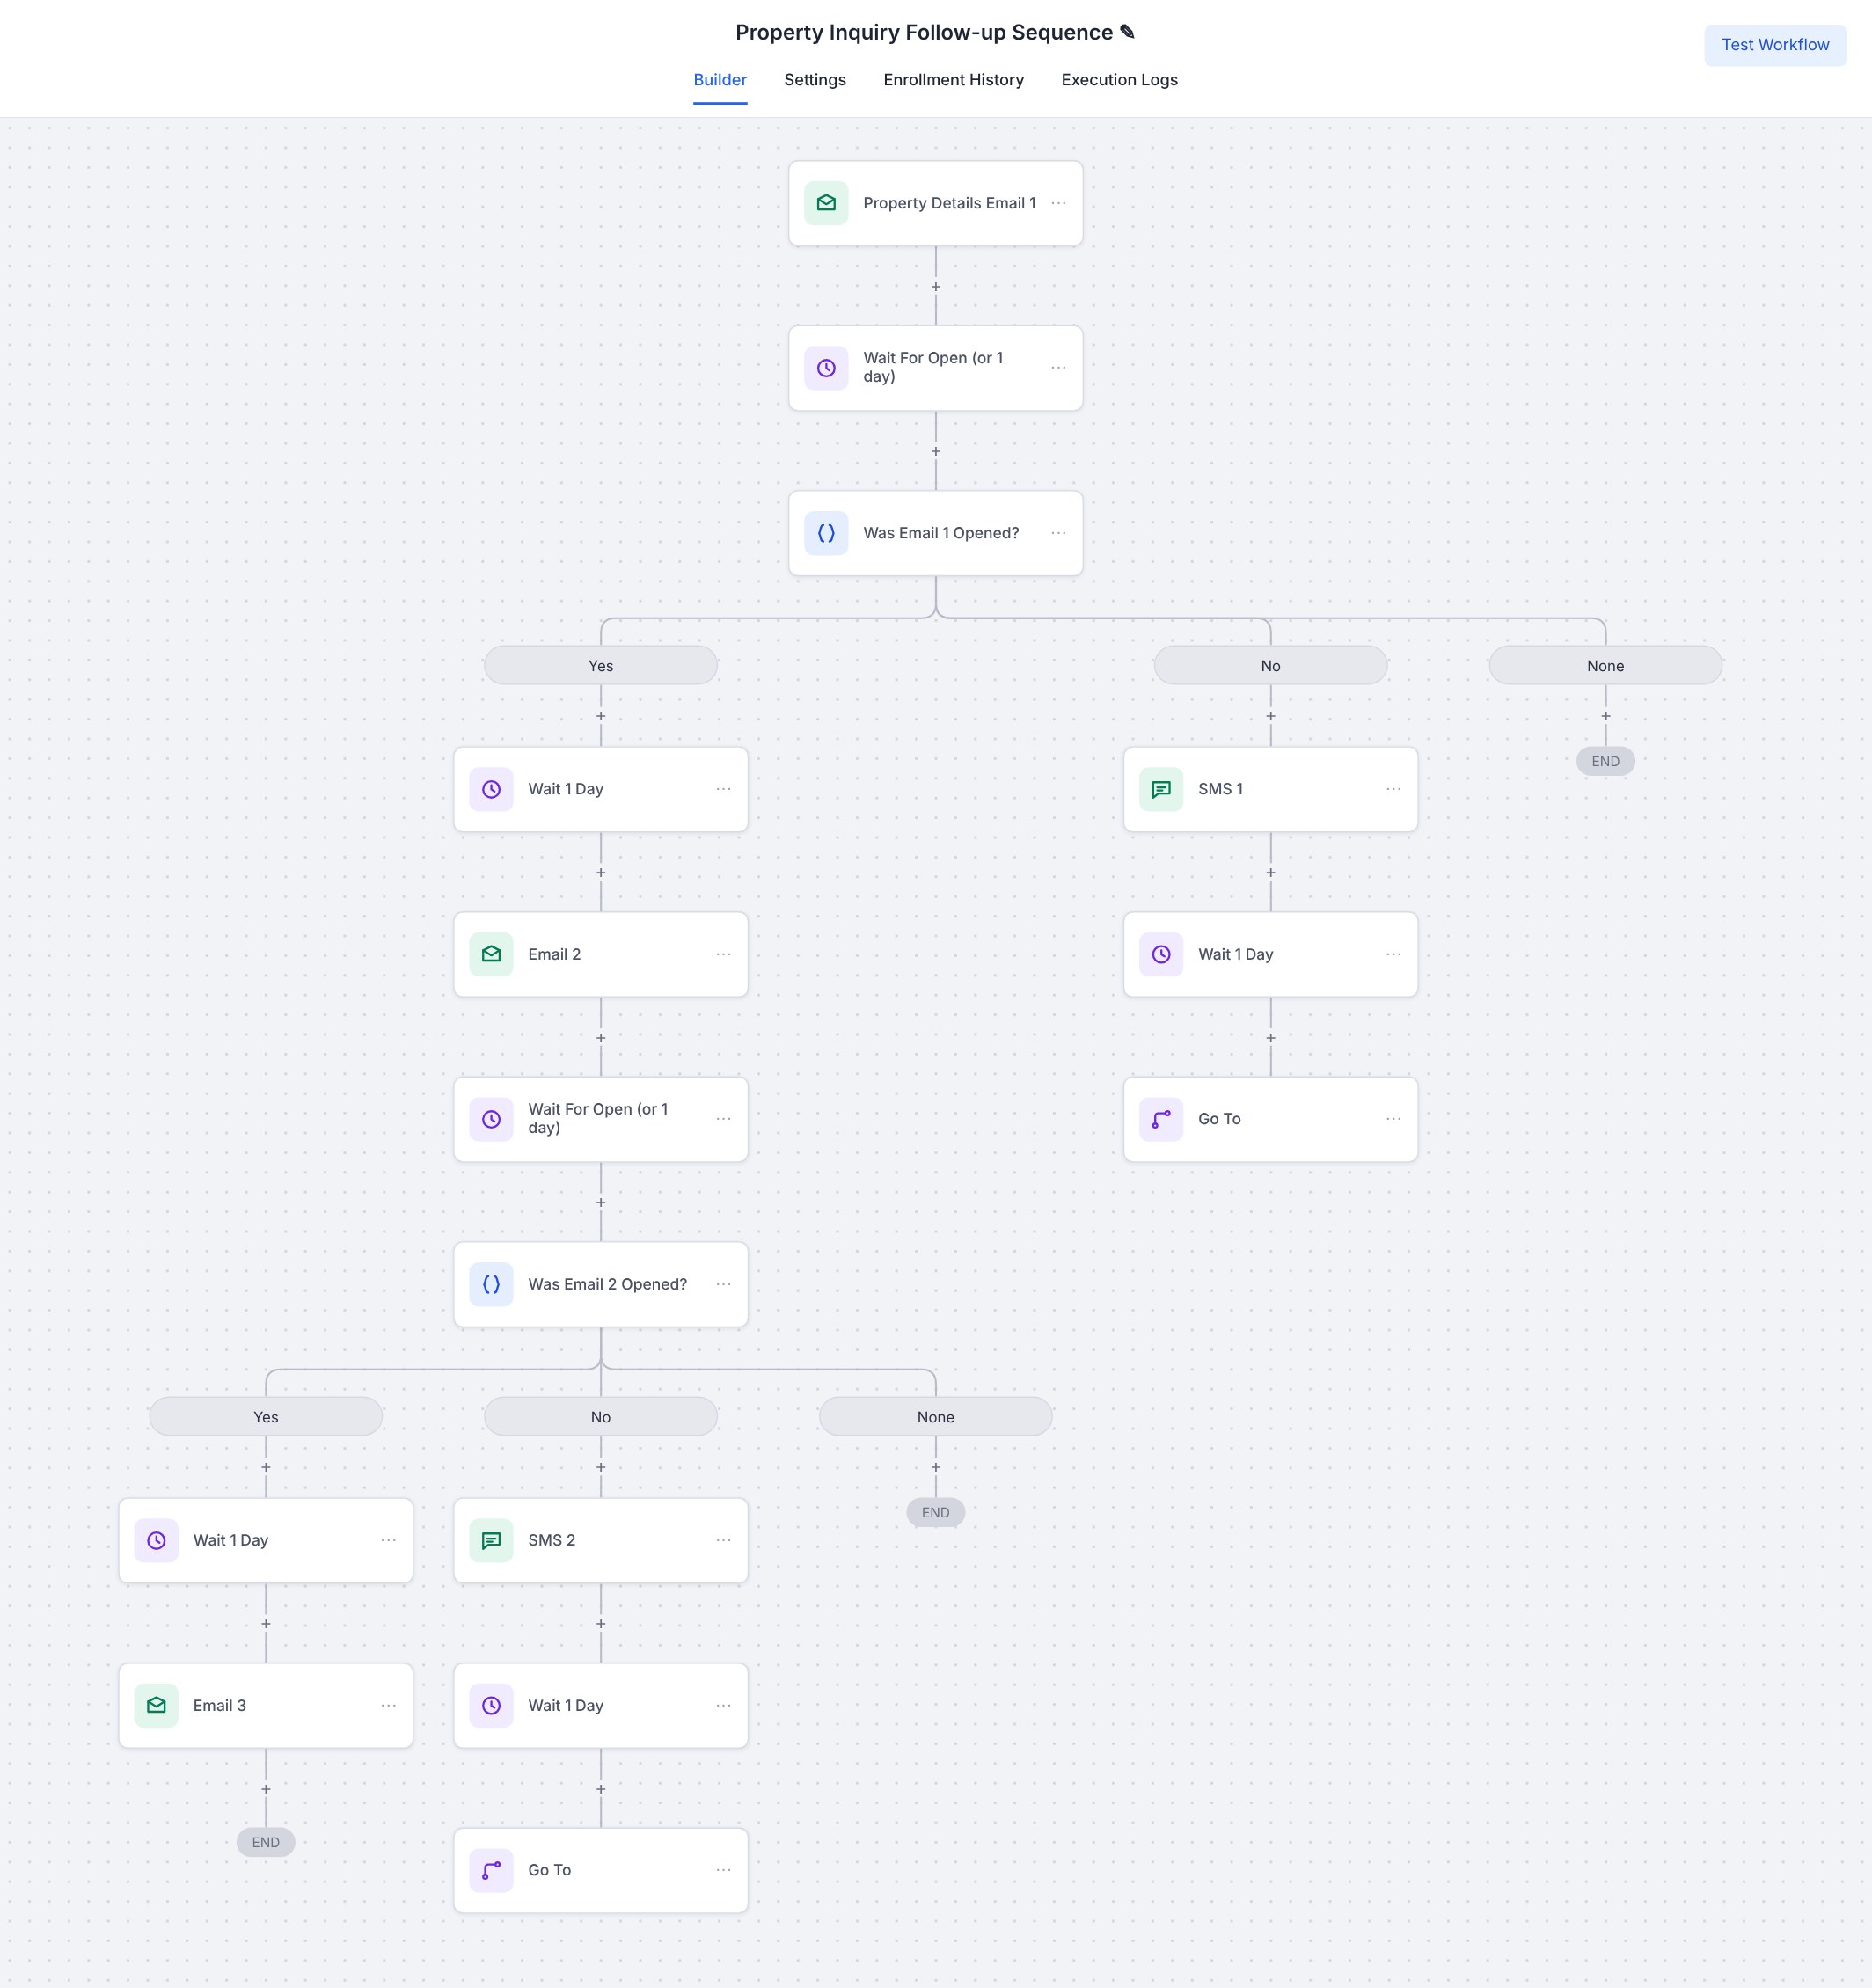 Property Inquiry Follow-up Sequence ✎
Test Workflow
Builder
Settings
Enrollment History
Execution Logs
Property Details Email 1
Wait For Open (or 1
day)
Was Email 1 Opened?
Yes
No
None
Wait 1 Day
SMS 1
END
Email 2
Wait 1 Day
Wait For Open (or 1
day)
Go To
Was Email 2 Opened?
Yes
No
None
Wait 1 Day
SMS 2
END
Email 3
Wait 1 Day
END
Go To